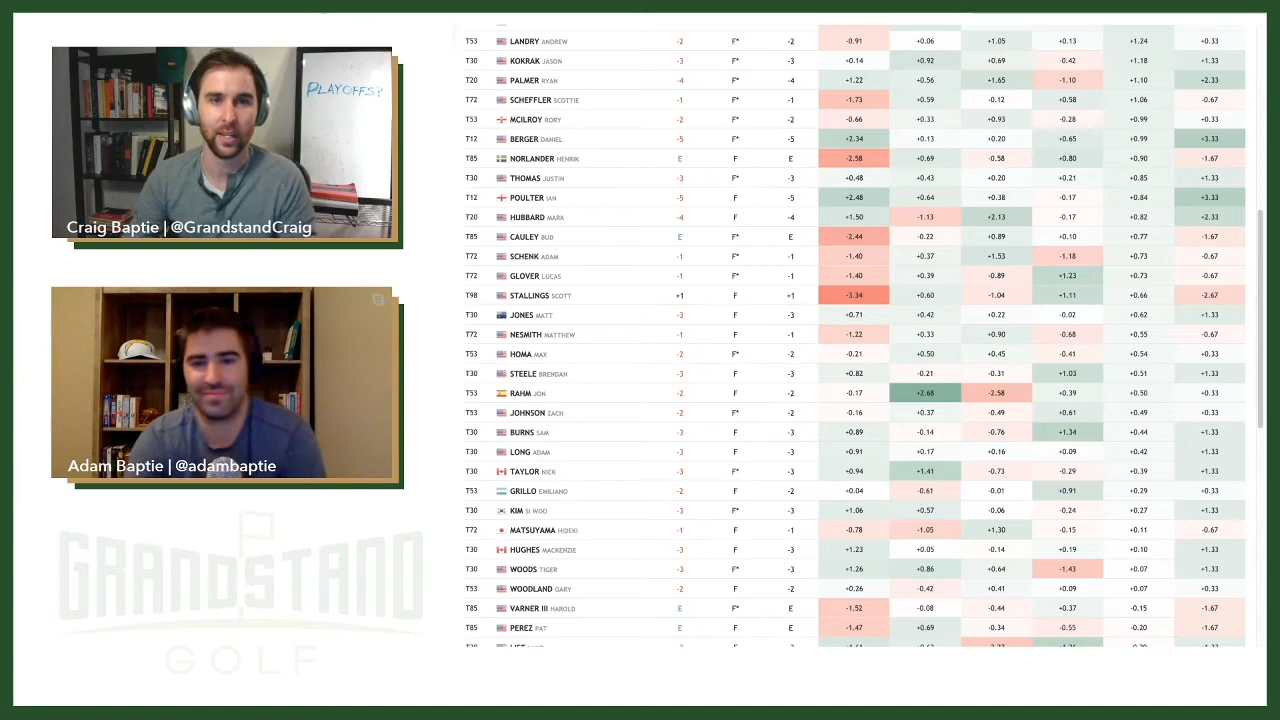 PLAYOFFS?
Craig Baptie | @GrandstandCraig
Adam Baptie | @adambaptie
GRANDSTAND
GOLF
T53 LANDRY ANDREW -2 F* -2 -0.91 +0.06 +1.05 +0.13 +1.24 +0.33
T30 KOKRAK JASON -3 F* -3 +0.14 +0.92 +0.69 -0.42 +1.18 +1.33
T20 PALMER RYAN -4 F* -4 +1.22 +0.56 +1.65 -1.10 +1.10 +2.33
T72 SCHEFFLER SCOTTIE -1 F* -1 -1.73 +0.59 -0.12 +0.58 +1.06 -0.67
T53 MCILROY RORY -2 F* -2 -0.66 +0.33 +0.93 -0.28 +0.99 +0.33
T12 BERGER DANIEL -5 F* -5 +2.34 +0.13 +0.20 +0.65 +0.99 +3.33
T85 NORLANDER HENRIK E F E -2.58 +0.69 -0.58 +0.80 +0.90 -1.67
T30 THOMAS JUSTIN -3 F* -3 +0.48 +0.43 +0.20 +0.21 +0.85 +1.33
T12 POULTER IAN -5 F -5 +2.48 +0.64 +0.38 -0.17 +0.84 +3.33
T20 HUBBARD MARK -4 F -4 +1.50 -1.13 +2.13 -0.17 +0.82 +2.33
T85 CAULEY BUD E F* E -2.44 -0.22 +0.89 +0.10 +0.77 -1.67
T72 SCHENK ADAM -1 F* -1 -1.40 +0.37 +1.53 -1.18 +0.73 -0.67
T72 GLOVER LUCAS -1 F* -1 -1.40 +0.39 -0.89 +1.23 +0.73 -0.67
T98 STALLINGS SCOTT +1 F +1 -3.34 +0.60 -1.04 +1.11 +0.66 -2.67
T30 JONES MATT -3 F -3 +0.71 +0.42 +0.22 -0.02 +0.62 +1.33
T72 NESMITH MATTHEW -1 F -1 -1.22 +0.33 +0.90 -0.68 +0.55 -0.67
T53 HOMA MAX -2 F* -2 -0.21 +0.50 +0.45 -0.41 +0.54 +0.33
T30 STEELE BRENDAN -3 F -3 +0.82 -0.21 -0.31 +1.03 +0.51 +1.33
T53 RAHM JON -2 F -2 -0.17 +2.68 -2.58 +0.39 +0.50 +0.33
T53 JOHNSON ZACH -2 F* -2 -0.16 +0.37 -0.49 +0.61 +0.49 +0.33
T30 BURNS SAM -3 F -3 +0.89 -0.14 -0.76 +1.34 +0.44 +1.33
T30 LONG ADAM -3 F -3 +0.91 +0.17 +0.16 +0.09 +0.42 +1.33
T30 TAYLOR NICK -3 F* -3 +0.94 +1.41 -0.73 -0.29 +0.39 +1.33
T53 GRILLO EMILIANO -2 F -2 +0.04 -0.61 -0.01 +0.91 +0.29 +0.33
T30 KIM SI WOO -3 F* -3 +1.06 +0.57 -0.06 -0.24 +0.27 +1.33
T72 MATSUYAMA HIDEKI -1 F -1 -0.78 -1.05 +1.30 -0.15 +0.11 -0.67
T30 HUGHES MACKENZIE -3 F -3 +1.23 +0.05 -0.14 +0.19 +0.10 +1.33
T30 WOODS TIGER -3 F* -3 +1.26 +0.86 +0.64 -1.43 +0.07 +1.33
T53 WOODLAND GARY -2 F -2 +0.26 -0.42 +0.41 +0.09 +0.07 +0.33
T85 VARNER III HAROLD E F* E -1.52 -0.08 -0.44 +0.37 -0.15 -1.67
T85 PEREZ PAT E F E -1.47 +0.69 -0.34 -0.55 -0.20 -1.67